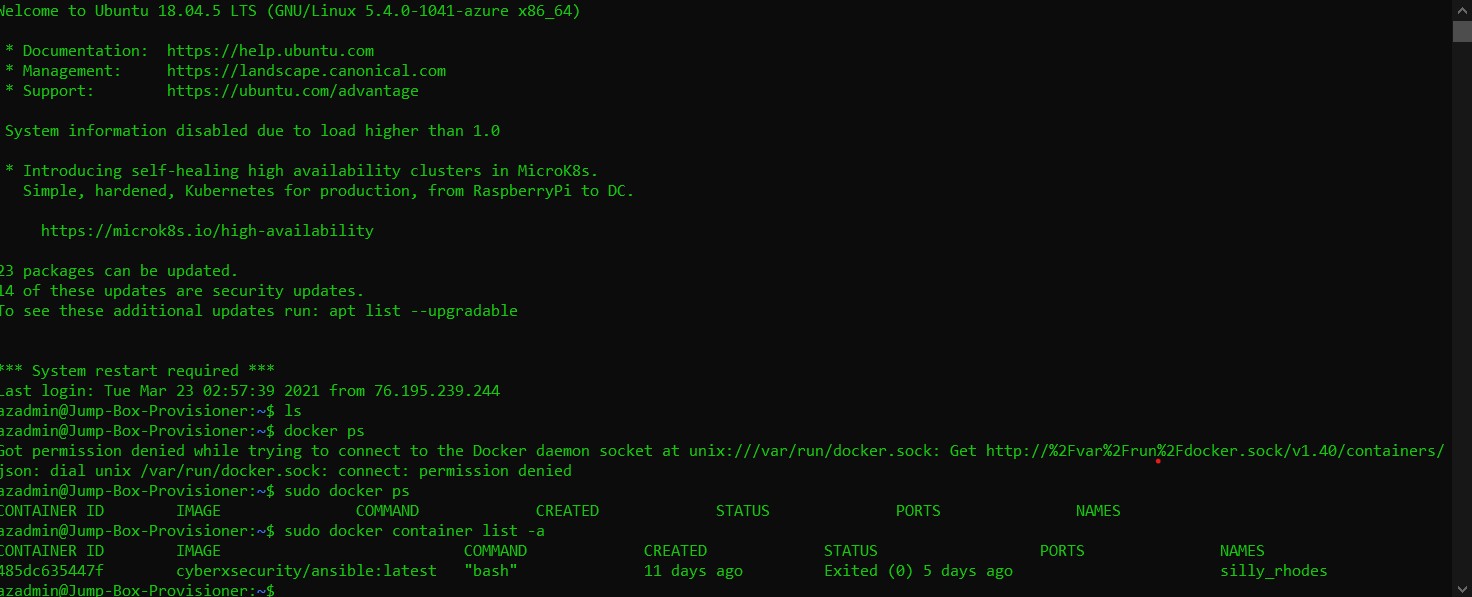 Welcome to Ubuntu 18.04.5 LTS (GNU/Linux 5.4.0-1041-azure x86_64)
* Documentation: https://help.ubuntu.com
* Management: https://landscape.canonical.com
* Support: https://ubuntu.com/advantage
System information disabled due to load higher than 1.0
* Introducing self-healing high availability clusters in MicroK8s.
Simple, hardened, Kubernetes for production, from RaspberryPi to DC.
https://microk8s.io/high-availability
23 packages can be updated.
14 of these updates are security updates.
To see these additional updates run: apt list --upgradable
*** System restart required ***
Last login: Tue Mar 23 02:57:39 2021 from 76.195.239.244
azadmin@Jump-Box-Provisioner:~$ ls
azadmin@Jump-Box-Provisioner:~$ docker ps
Got permission denied while trying to connect to the Docker daemon socket at unix:///var/run/docker.sock: Get http://%2Fvar%2Frun%2Fdocker.sock/v1.40/containers/
json: dial unix /var/run/docker.sock: connect: permission denied
azadmin@Jump-Box-Provisioner:~$ sudo docker ps
CONTAINER ID IMAGE COMMAND CREATED STATUS PORTS NAMES
azadmin@Jump-Box-Provisioner:~$ sudo docker container list -a
CONTAINER ID IMAGE COMMAND CREATED STATUS PORTS NAMES
485dc635447f cyberxsecurity/ansible:latest "bash" 11 days ago Exited (0) 5 days ago silly_rhodes
azadmin@Jump-Box-Provisioner:~$